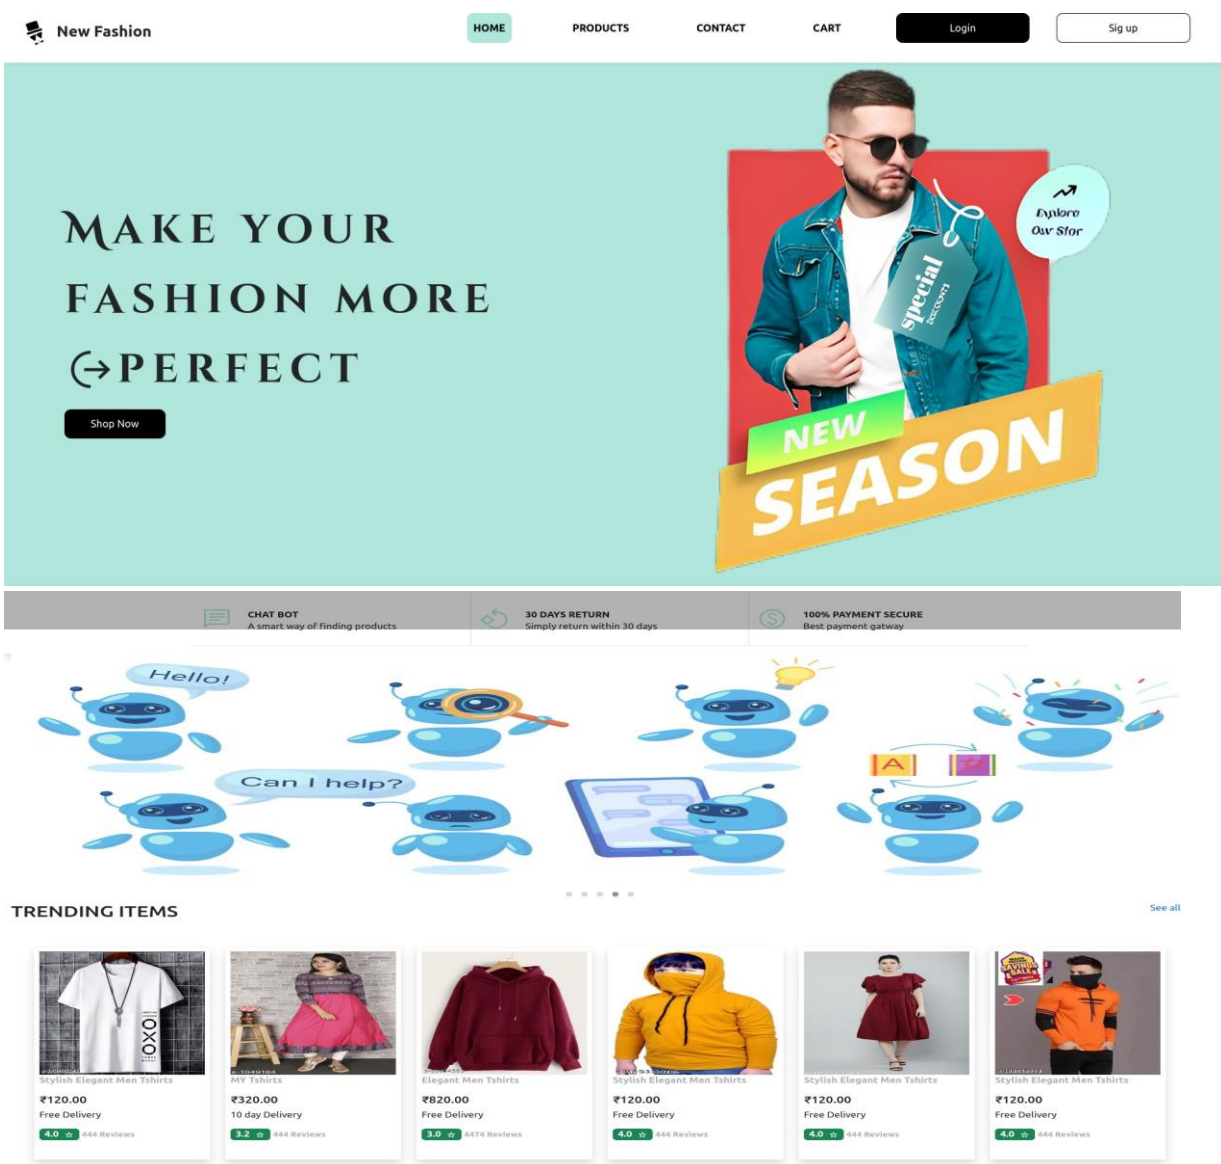 New Fashion
HOME
PRODUCTS
CONTACT
CART
Login
Sig up
MAKE YOUR
FASHION MORE
PERFECT
Shop Now
Explore
Our Stor
special
NEW
SEASON
CHAT BOT
A smart way of finding products
30 DAYS RETURN
Simply return within 30 days
100% PAYMENT SECURE
Best payment gatway
Hello!
Can I help?
A
TRENDING ITEMS
See all
OXO
Stylish Elegant Men Tshirts
₹120.00
Free Delivery
4.0 ☆ 444 Reviews
MY Tshirts
₹320.00
10 day Delivery
3.2 ☆ 444 Reviews
Elegant Men Tshirts
₹820.00
Free Delivery
3.0 ☆ 4474 Reviews
Stylish Elegant Men Tshirts
₹120.00
Free Delivery
4.0 ☆ 444 Reviews
Stylish Elegant Men Tshirts
₹120.00
Free Delivery
4.0 ☆ 444 Reviews
SAVINGS
SALE
Stylish Elegant Men Tshirts
₹120.00
Free Delivery
4.0 ☆ 444 Reviews